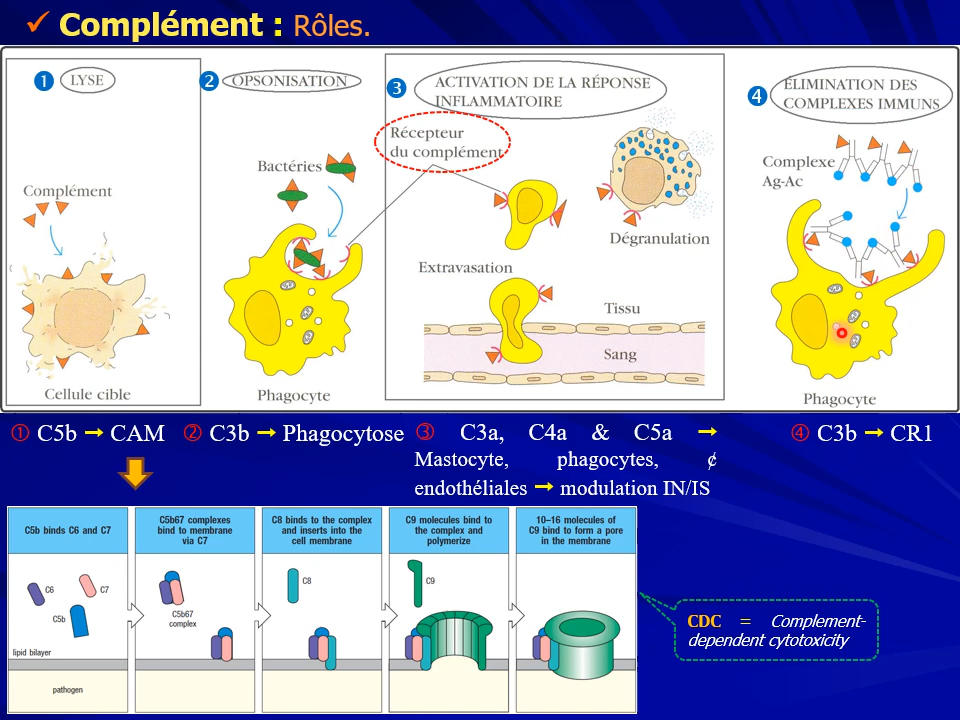 ✓ Complément : Rôles.
❶ LYSE
❷ OPSONISATION
❸ ACTIVATION DE LA RÉPONSE
INFLAMMATOIRE
❹ ÉLIMINATION DES
COMPLEXES IMMUNS
Complément
Cellule cible
Bactéries
Phagocyte
Récepteur
du complément
Dégranulation
Extravasation
Tissu
Sang
Complexe
Ag-Ac
Phagocyte
① C5b → CAM
② C3b → Phagocytose
③ C3a, C4a & C5a →
Mastocyte, phagocytes, ¢
endothéliales → modulation IN/IS
④ C3b → CR1
C5b binds C6 and C7
C6
C7
C5b
lipid bilayer
pathogen
C5b67 complexes
bind to membrane
via C7
C5b67
complex
C8 binds to the complex
and inserts into the
cell membrane
C8
C9 molecules bind to
the complex and
polymerize
C9
10–16 molecules of
C9 bind to form a pore
in the membrane
CDC = Complement-
dependent cytotoxicity